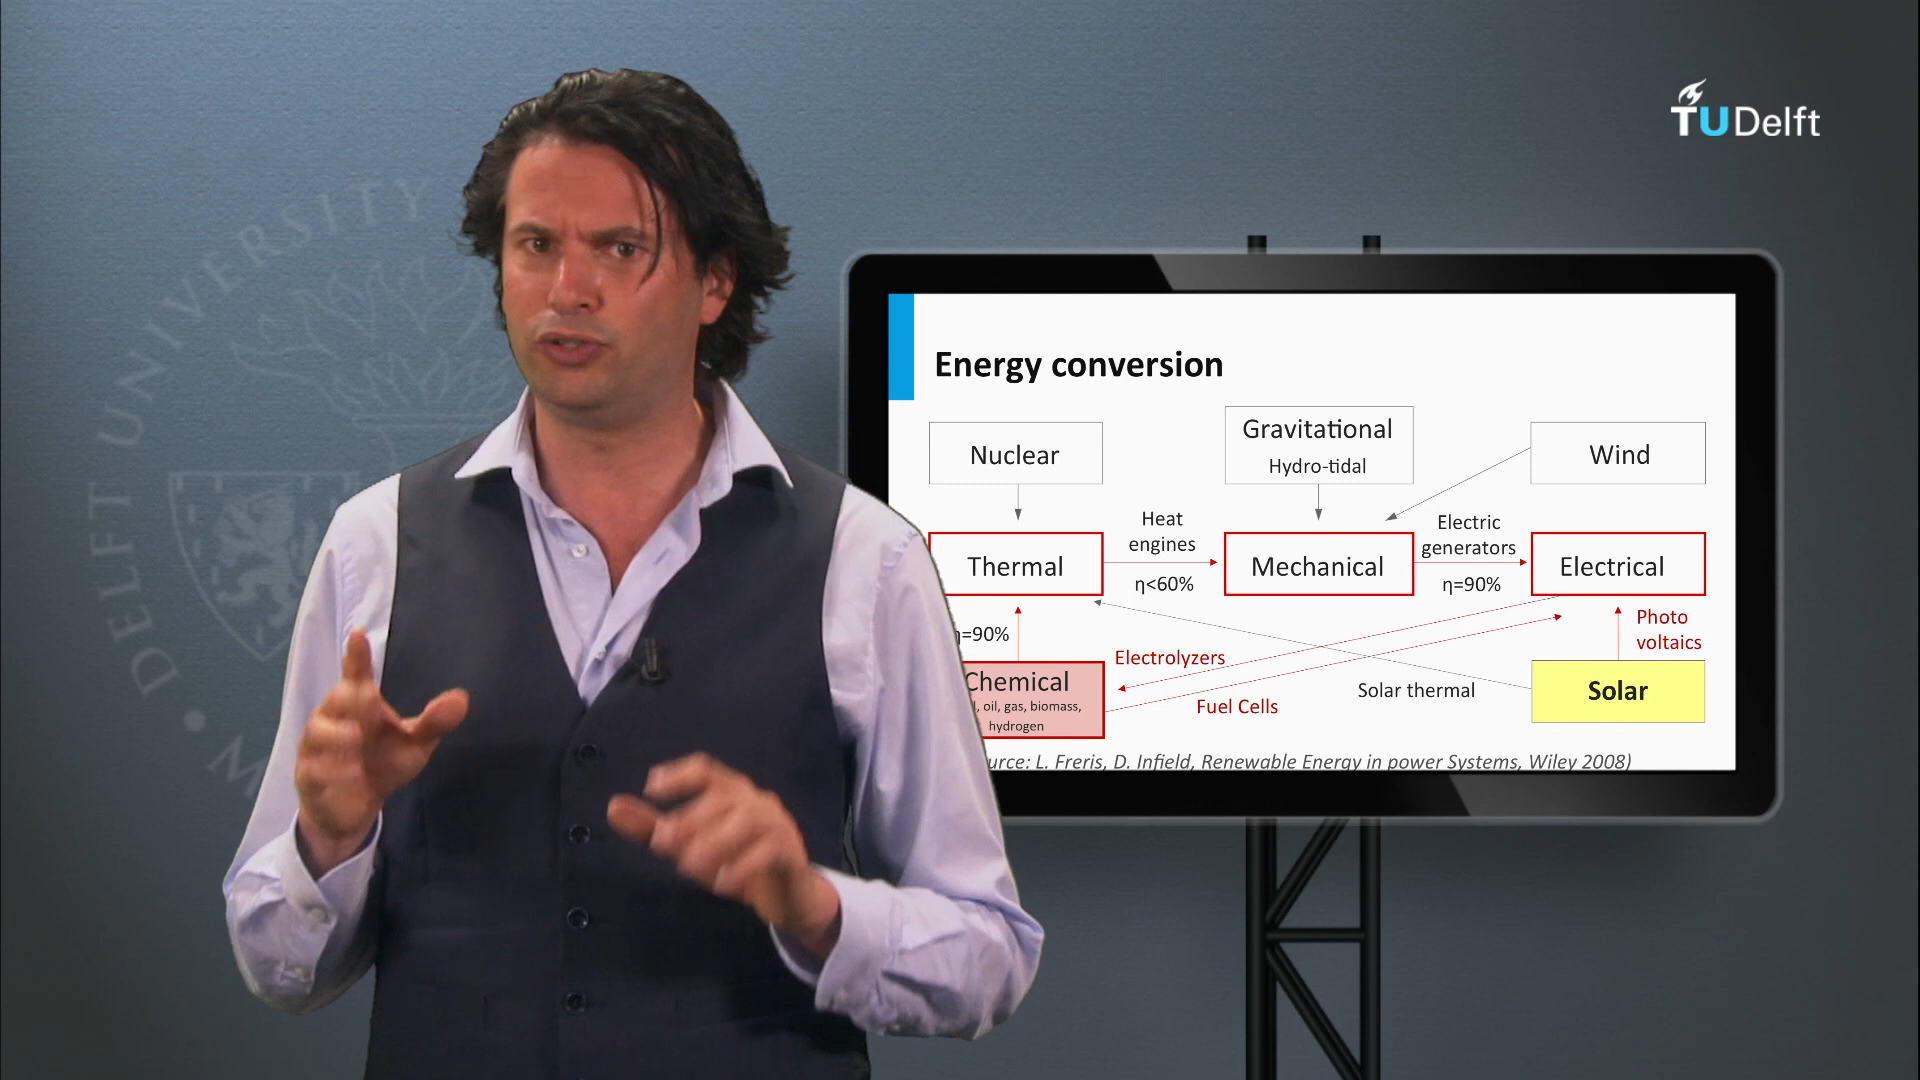 DELFT UNIVERSITY
TU Delft
Energy conversion
Nuclear
Gravitational
Hydro-tidal
Wind
Heat
engines
η<60%
Electric
generators
η=90%
Thermal
Mechanical
Electrical
=90%
Photo
voltaics
Electrolyzers
Chemical
, oil, gas, biomass,
hydrogen
Fuel Cells
Solar thermal
Solar
urce: L. Freris, D. Infield, Renewable Energy in power Systems, Wiley 2008)